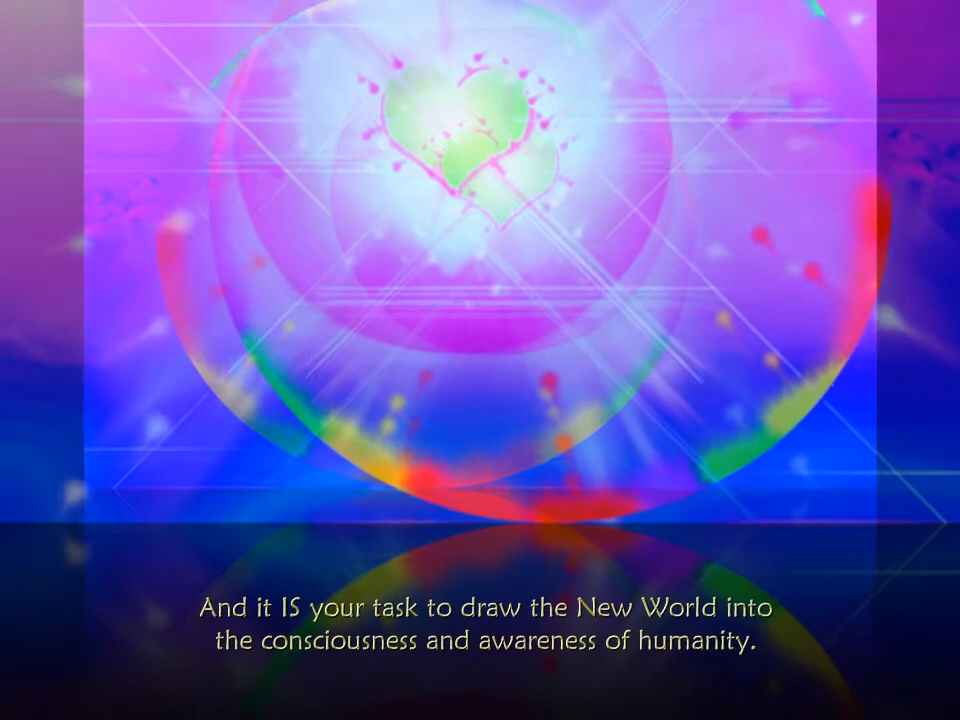 And it IS your task to draw the New World into
the consciousness and awareness of humanity.